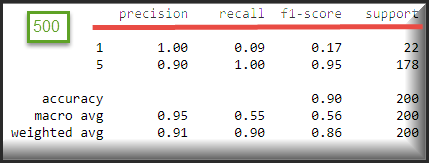 500
precision recall f1-score support
1 1.00 0.09 0.17 22
5 0.90 1.00 0.95 178
accuracy 0.90 200
macro avg 0.95 0.55 0.56 200
weighted avg 0.91 0.90 0.86 200